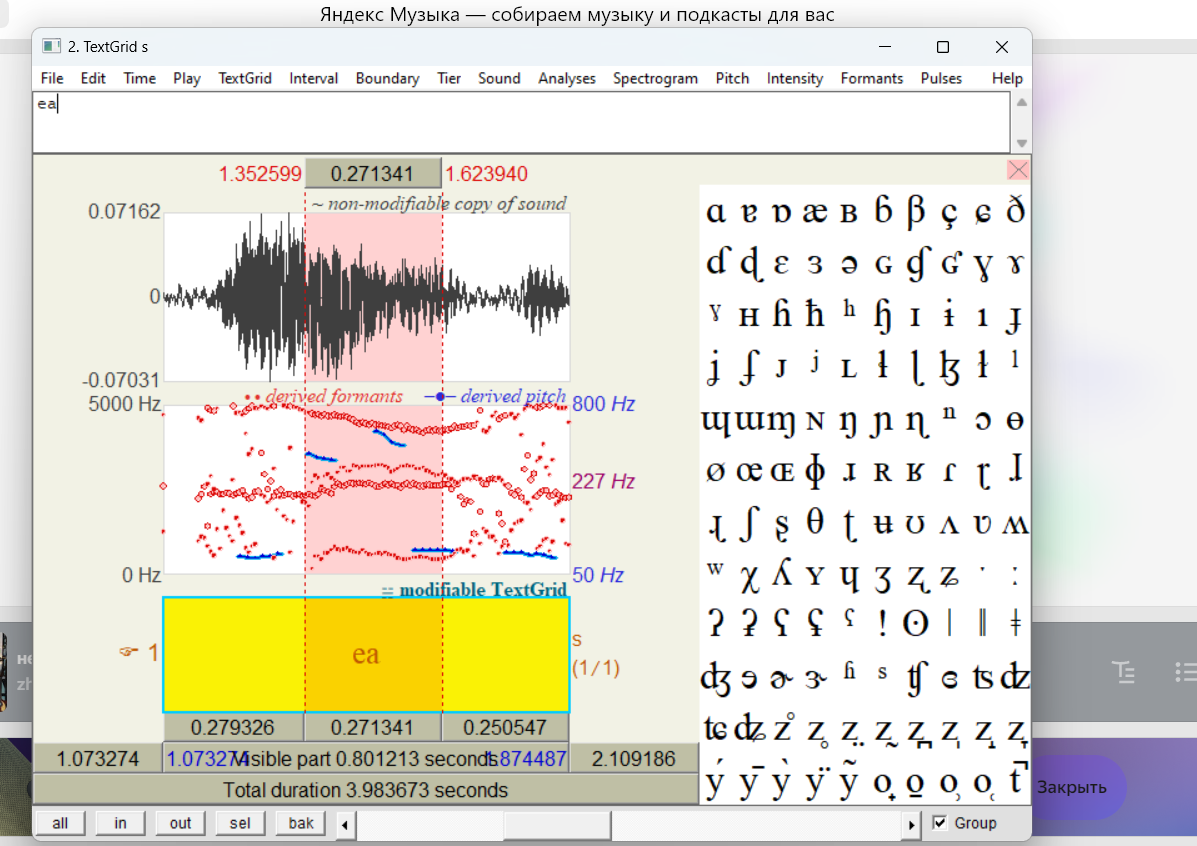 Яндекс Музыка — собираем музыку и подкасты для вас
2. TextGrid s
File Edit Time Play TextGrid Interval Boundary Tier Sound Analyses Spectrogram Pitch Intensity Formants Pulses Help
ea
1.352599 0.271341 1.623940
~ non-modifiable copy of sound
0.07162
0
-0.07031
derived formants derived pitch
5000 Hz 800 Hz
227 Hz
0 Hz 50 Hz
modifiable TextGrid
1 ea s
(1/1)
0.279326 0.271341 0.250547
1.073274 1.073274 Visible part 0.801213 seconds 1.874487 2.109186
Total duration 3.983673 seconds
all in out sel bak Group
ɑ ɐ ɒ æ ʙ ɓ β ç ɕ ð
ɗ ɖ ɛ ɜ ə ɢ ʛ ɠ ɣ ɤ
ˠ ʜ ɦ ħ ʰ ɧ ɪ ɨ ı ɟ
ʝ ʄ ᴊ ʲ ʟ ɫ ɭ ɮ ɬ ˡ
ɰ ɯ ɱ ɴ ŋ ɲ ɳ ⁿ ɔ ɵ
ø œ ɶ ɸ ɹ ʀ ʁ ɾ ɽ ɺ
ɻ ʃ ʂ θ ʈ ʉ ʊ ʌ ʋ ʍ
ʷ χ ʎ ʏ ɥ ʒ ʐ ʑ
ʔ ʡ ʕ ʢ ˤ ! ʘ ǀ ǁ ǂ
Закрыть